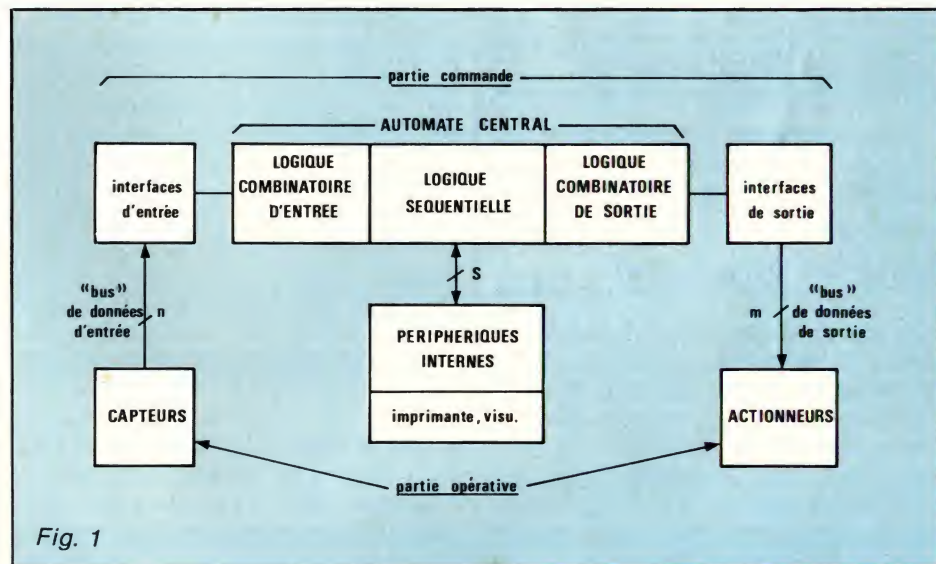 partie commande
AUTOMATE CENTRAL
interfaces
d'entrée
LOGIQUE
COMBINATOIRE
D'ENTREE
LOGIQUE
SEQUENTIELLE
LOGIQUE
COMBINATOIRE
DE SORTIE
interfaces
de sortie
«bus»
de données
d'entrée
n
S
m
«bus»
de données
de sortie
CAPTEURS
PERIPHERIQUES
INTERNES
imprimante, visu.
ACTIONNEURS
partie opérative
Fig. 1